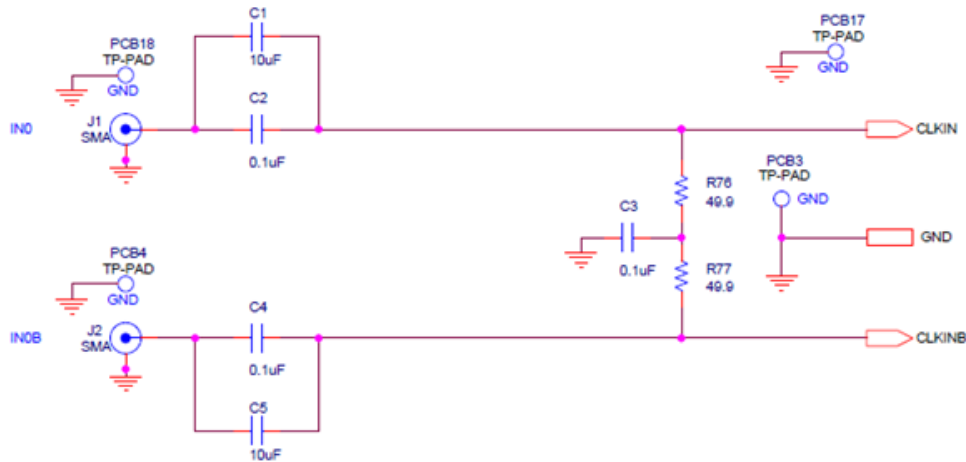 C1
10uF
PCB18
TP-PAD
GND
PCB17
TP-PAD
GND
C2
0.1uF
IN0
J1
SMA
CLKIN
R76
49.9
PCB3
TP-PAD
GND
C3
0.1uF
GND
R77
49.9
PCB4
TP-PAD
GND
C4
0.1uF
IN0B
J2
SMA
CLKINB
C5
10uF